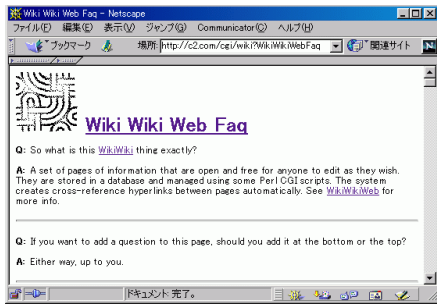 Wiki Wiki Web Faq - Netscape
ファイル(F) 編集(E) 表示(V) ジャンプ(G) Communicator(C) ヘルプ(H)
ブックマーク 場所: http://c2.com/cgi/wiki?WikiWikiWebFaq 関連サイト N
Wiki Wiki Web Faq
Q: So what is this WikiWiki thing exactly?
A: A set of pages of information that are open and free for anyone to edit as they wish.
They are stored in a database and managed using some Perl CGI scripts. The system
creates cross-reference hyperlinks between pages automatically. See WikiWikiWeb for
more info.
Q: If you want to add a question to this page, should you add it at the bottom or the top?
A: Either way, up to you.
ドキュメント: 完了。